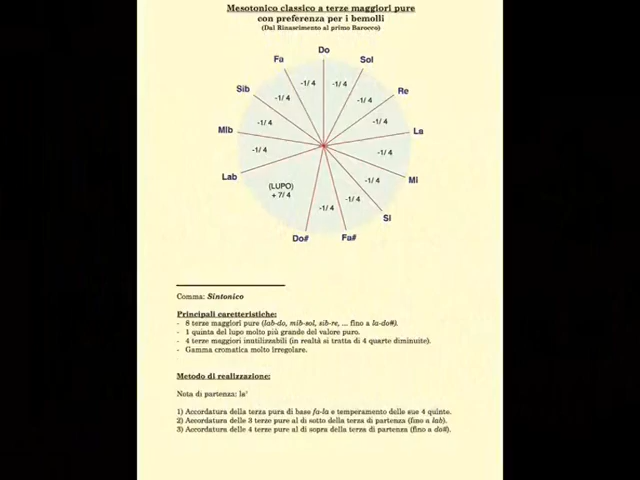 Mesotonico classico a terze maggiori pure
con preferenza per i bemolli
(Dal Rinascimento al primo Barocco)
Do
Fa
Sol
-1/ 4
-1/ 4
Sib
Re
-1/ 4
-1/ 4
-1/ 4
-1/ 4
MIb
La
-1/ 4
-1/ 4
Lab
MI
-1/ 4
(LUPO)
+ 7/ 4
-1/ 4
-1/ 4
SI
Do#
Fa#
Comma: Sintonico
Principali caratteristiche:
- 8 terze maggiori pure (lab-do, mib-sol, sib-re, ... fino a la-do#).
- 1 quinta del lupo molto più grande del valore puro.
- 4 terze maggiori inutilizzabili (in realtà si tratta di 4 quarte diminuite).
- Gamma cromatica molto irregolare.
Metodo di realizzazione:
Nota di partenza: la'
1) Accordatura della terza pura di base fa-la e temperamento delle sue 4 quinte.
2) Accordatura delle 3 terze pure al di sotto della terza di partenza (fino a lab).
3) Accordatura delle 4 terze pure al di sopra della terza di partenza (fino a do#).